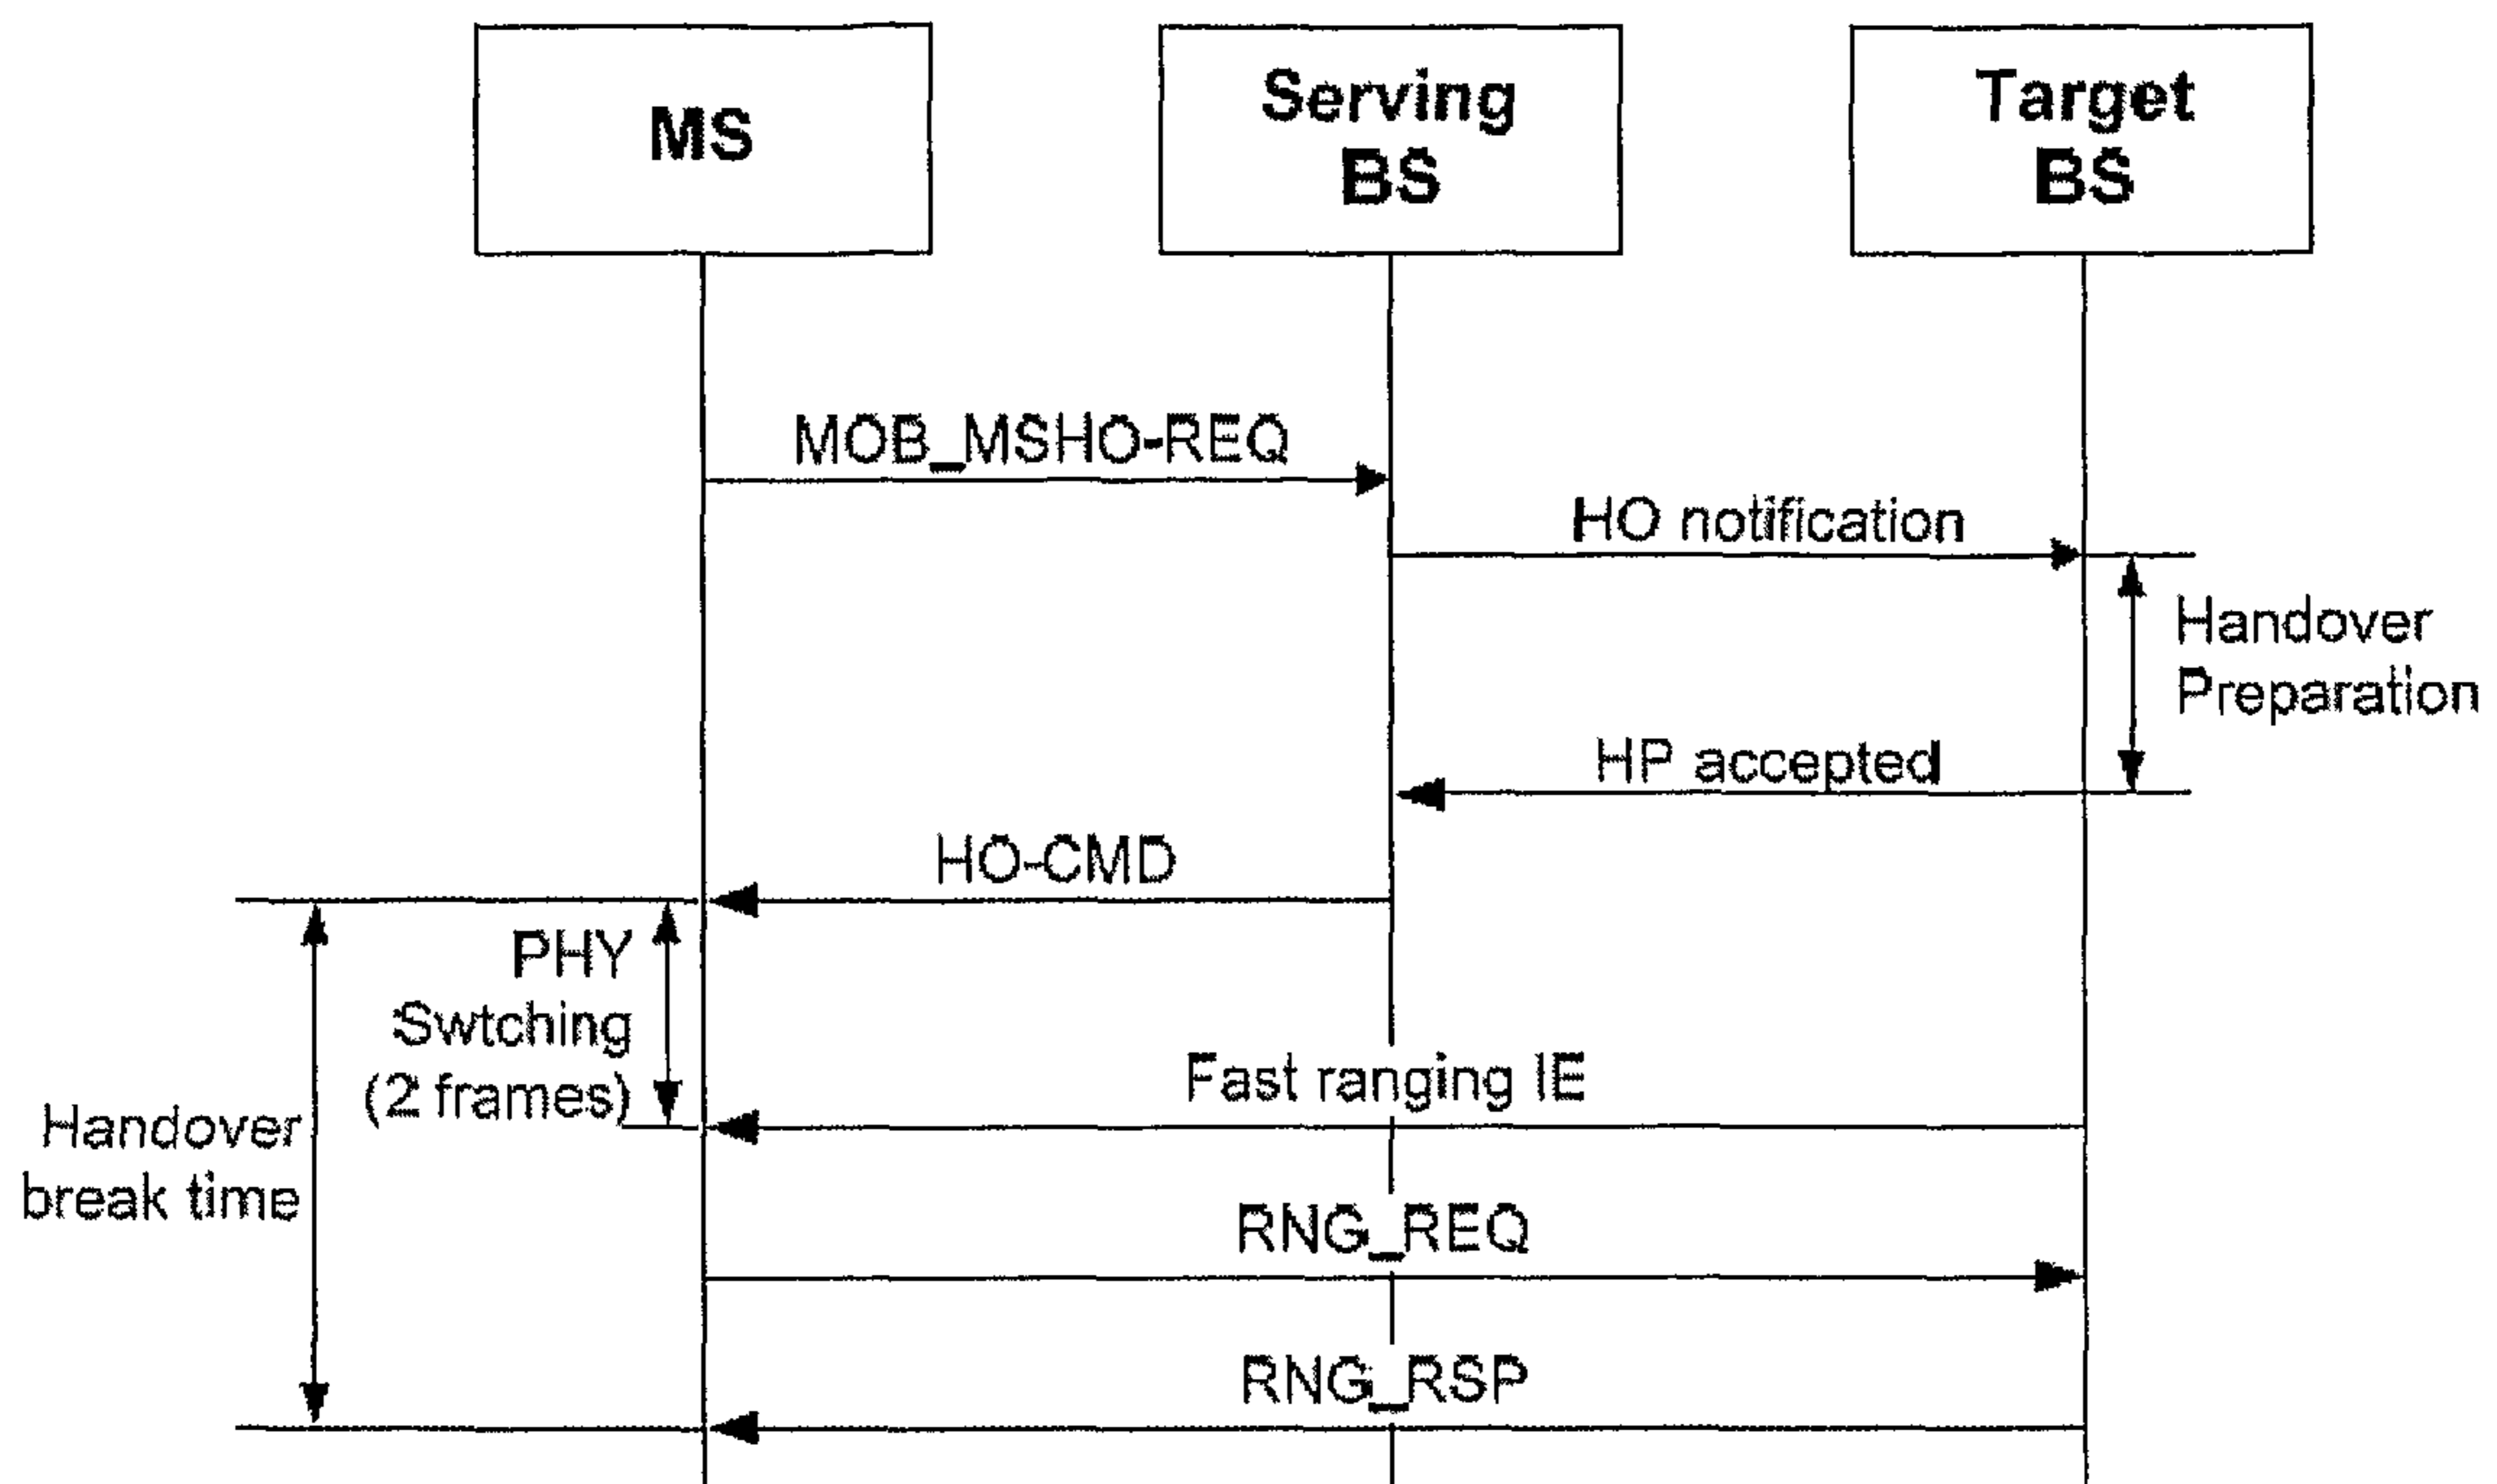 MS
Serving
BS
Target
BS
MOB_MSHO-REQ
HO notification
Handover
Preparation
HP accepted
HO-CMD
PHY
Swtching
(2 frames)
Fast ranging IE
Handover
break time
RNG_REQ
RNG_RSP